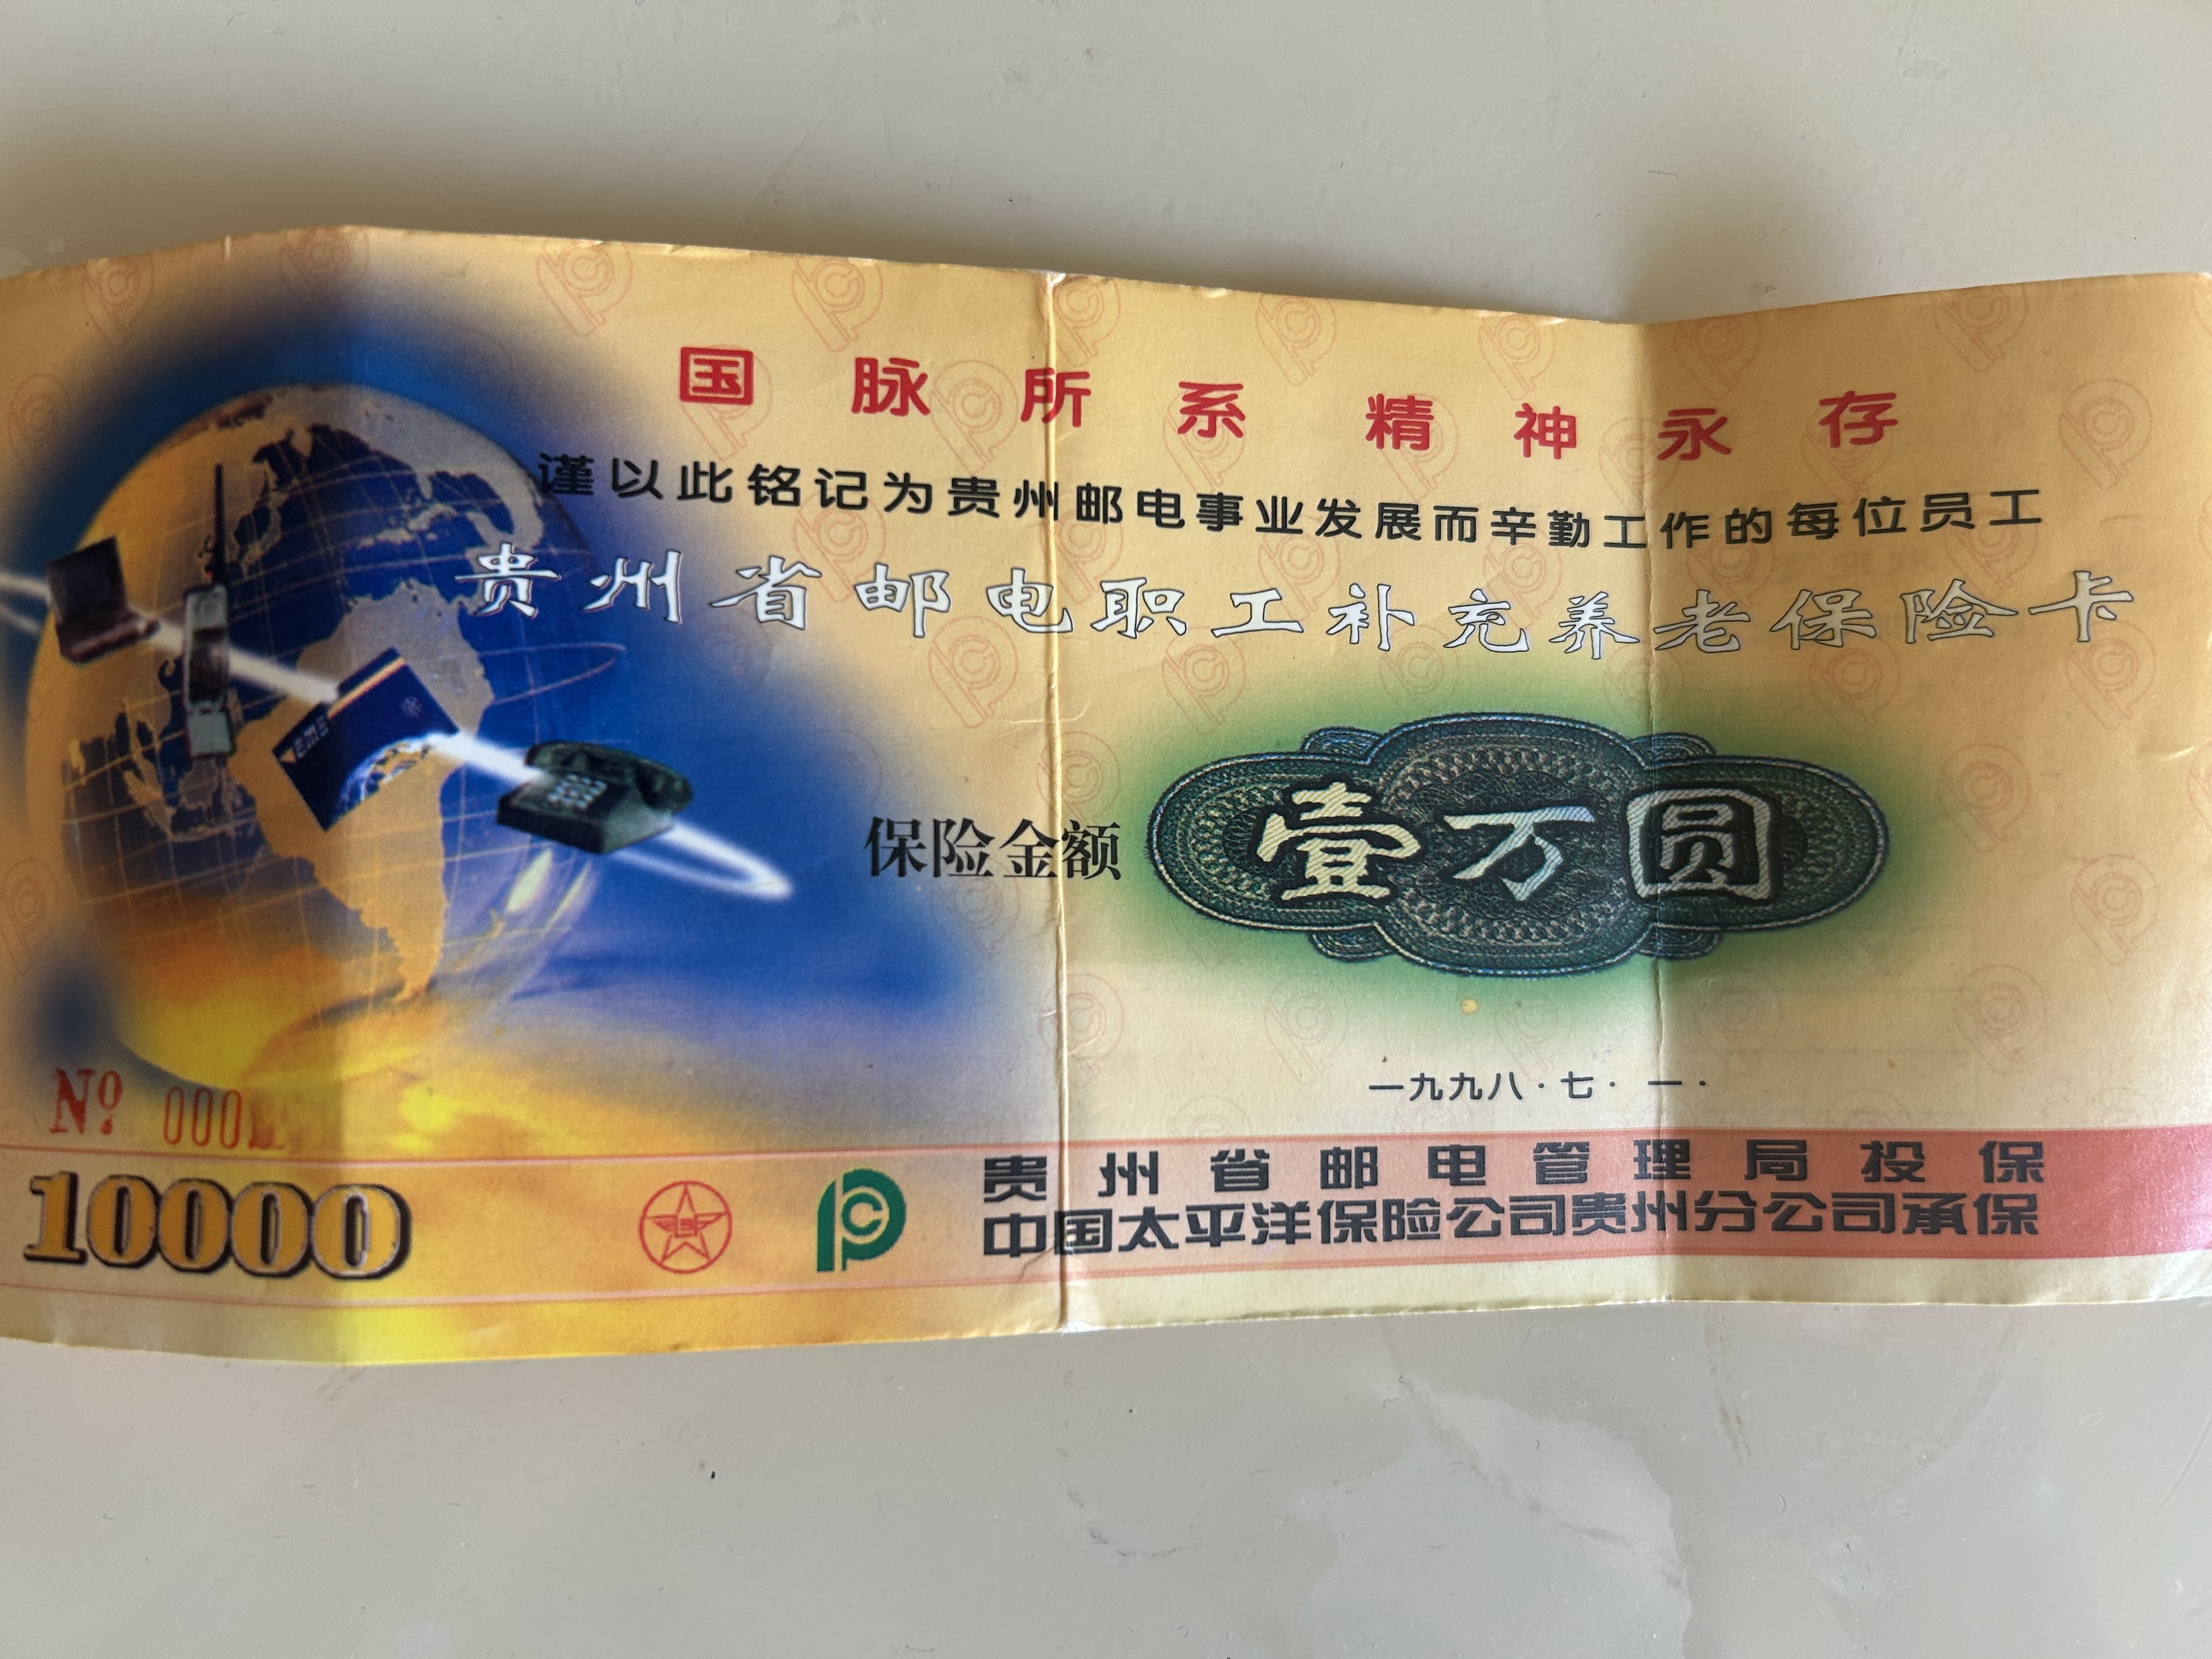 国脉所系 精神永存
谨以此铭记为贵州邮电事业发展而辛勤工作的每位员工
贵州省邮电职工补充养老保险卡
保险金额 壹万圆
一九九八·七·一·
Nº 000
10000
贵州省邮电管理局投保
中国太平洋保险公司贵州分公司承保